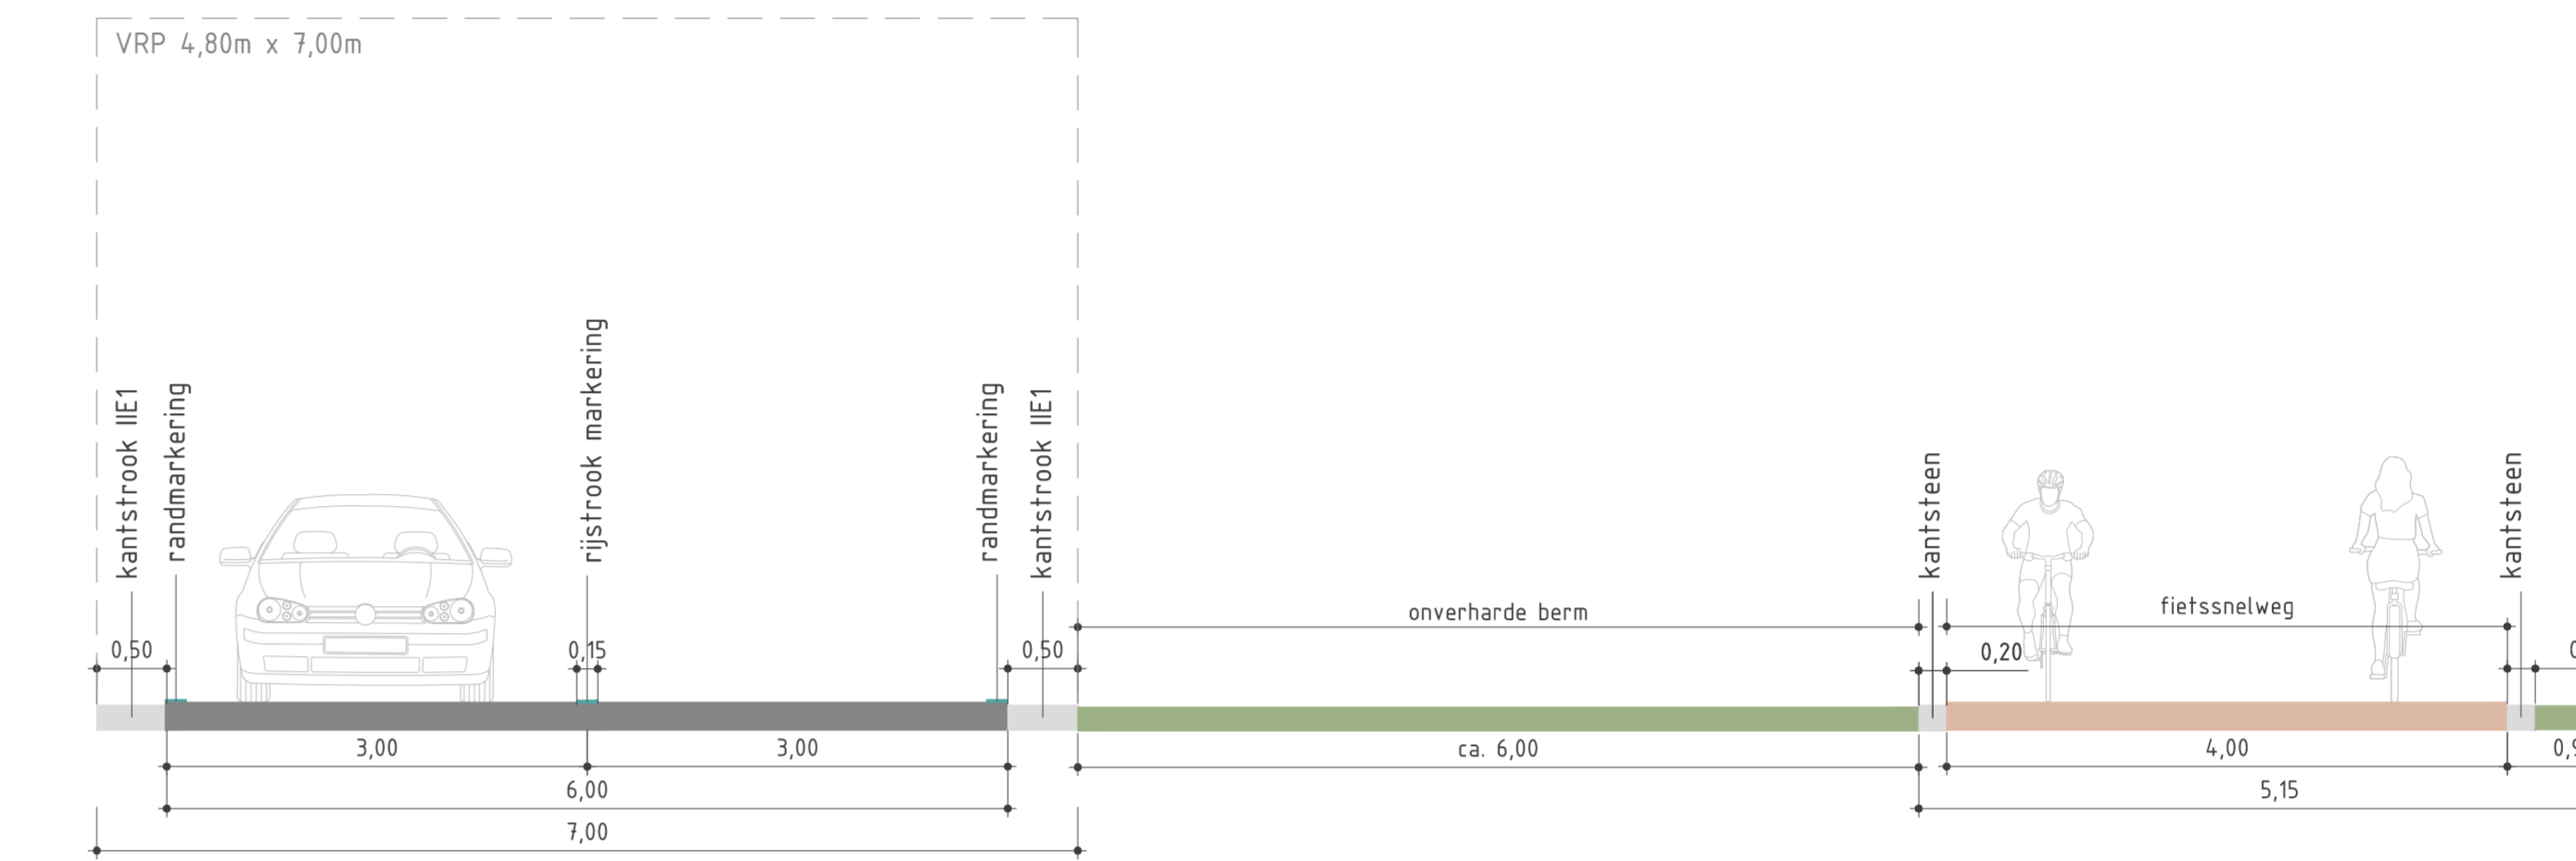 VRP 4,80m x 7,00m
kantstrook IIE1
randmarkering
rijstrook markering
randmarkering
kantstrook IIE1
kantsteen
kantsteen
onverharde berm
fietssnelweg
0,50
0,15
0,50
0,20
3,00
3,00
ca. 6,00
4,00
6,00
5,15
7,00